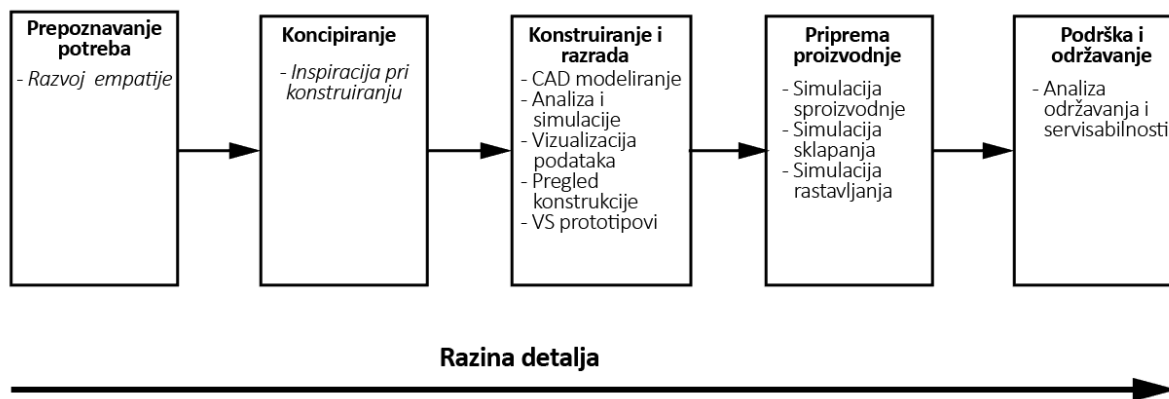 Prepoznavanje
potreba
- Razvoj empatije
Koncipiranje
- Inspiracija pri
konstruiranju
Konstruiranje i
razrada
- CAD modeliranje
- Analiza i
simulacije
- Vizualizacija
podataka
- Pregled
konstrukcije
- VS prototipovi
Priprema
proizvodnje
- Simulacija
sproizvodnje
- Simulacija
sklapanja
- Simulacija
rastavljanja
Podrška i
održavanje
- Analiza
održavanja i
servisabilnosti
Razina detalja